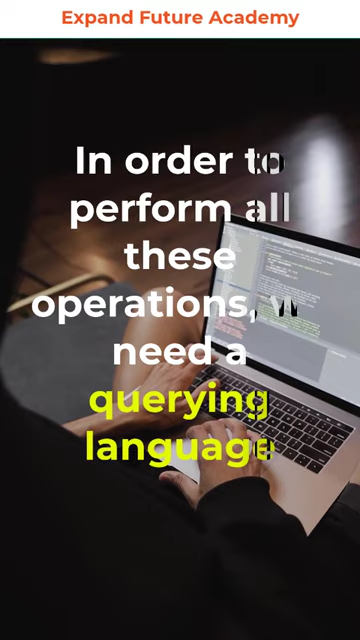 Expand Future Academy
In order to
perform all
these
operations,
need a
querying
language